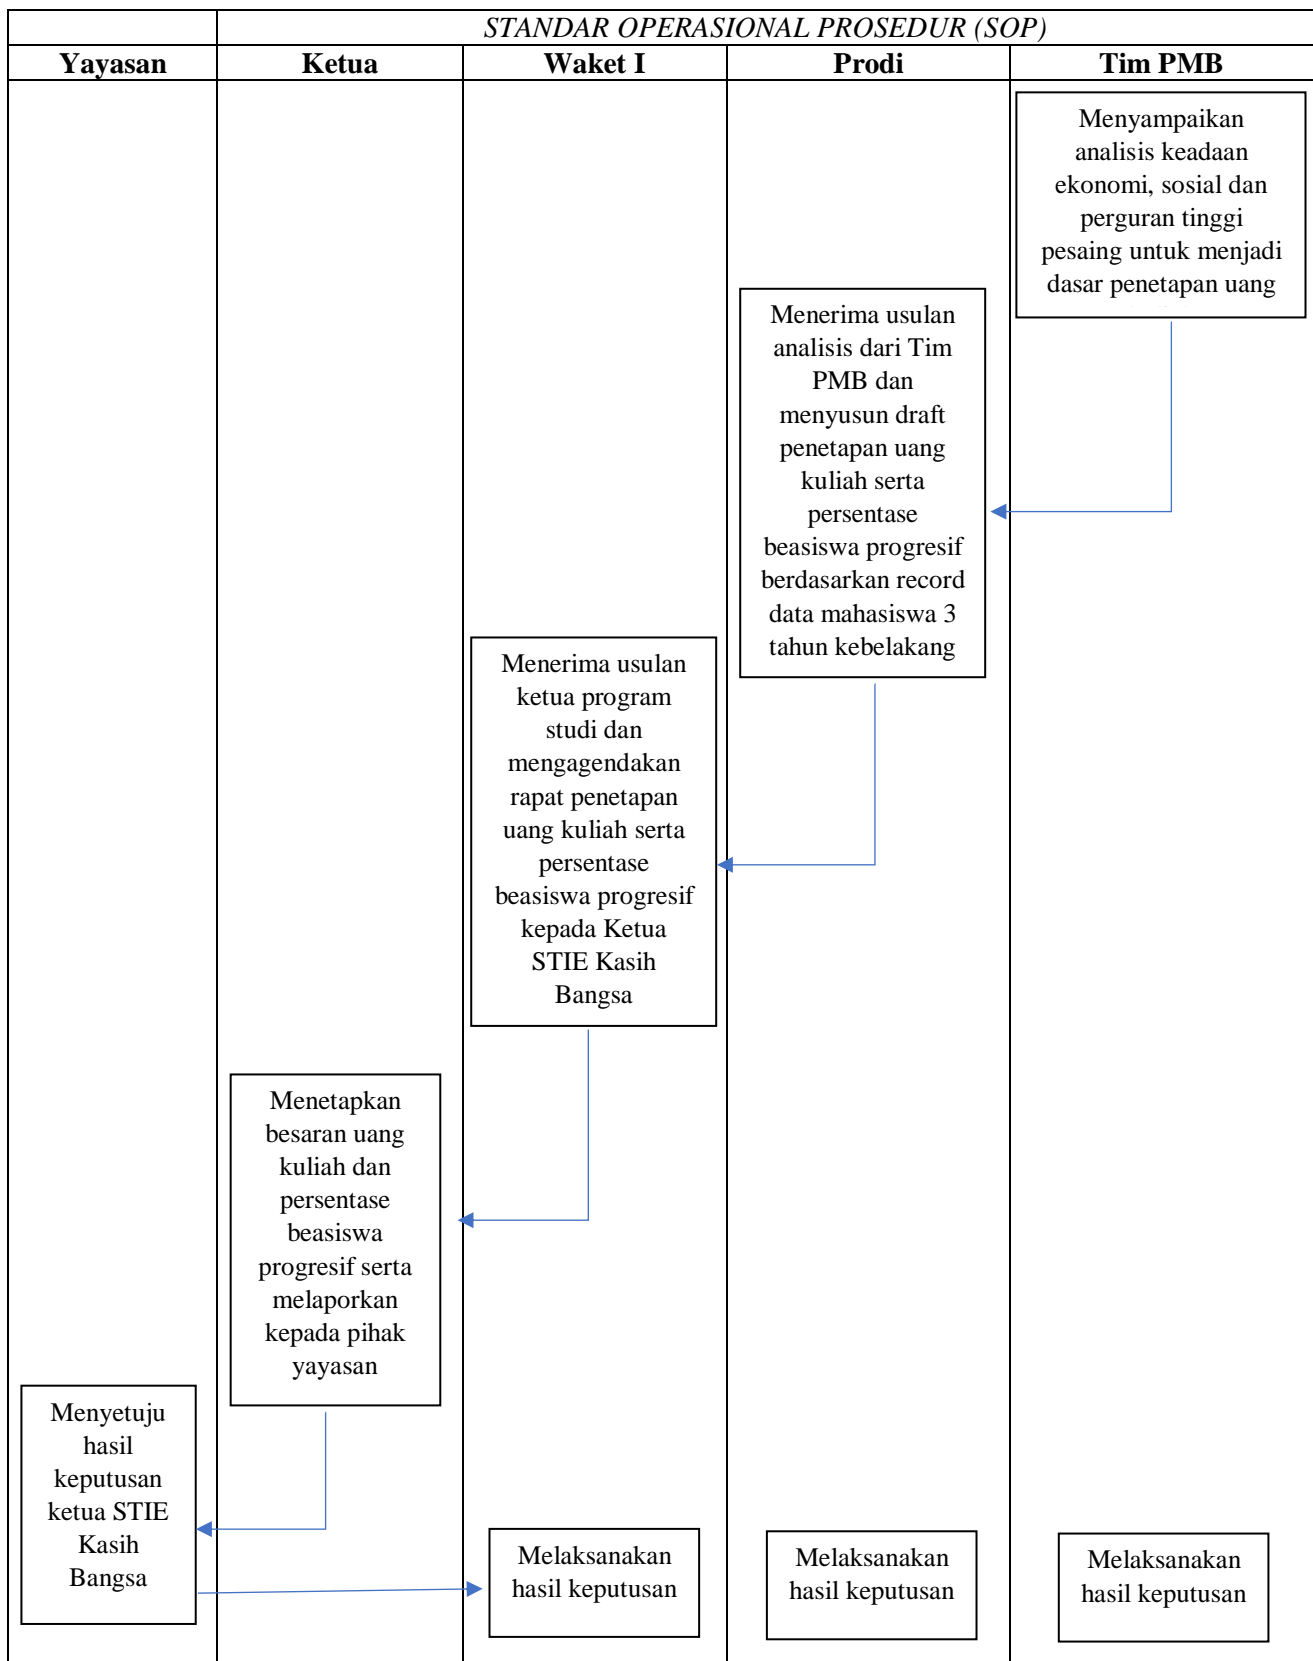 STANDAR OPERASIONAL PROSEDUR (SOP)
Yayasan
Ketua
Waket I
Prodi
Tim PMB
Menyampaikan
analisis keadaan
ekonomi, sosial dan
perguran tinggi
pesaing untuk menjadi
dasar penetapan uang
Menerima usulan
analisis dari Tim
PMB dan
menyusun draft
penetapan uang
kuliah serta
persentase
beasiswa progresif
berdasarkan record
data mahasiswa 3
tahun kebelakang
Menerima usulan
ketua program
studi dan
mengagendakan
rapat penetapan
uang kuliah serta
persentase
beasiswa progresif
kepada Ketua
STIE Kasih
Bangsa
Menetapkan
besaran uang
kuliah dan
persentase
beasiswa
progresif serta
melaporkan
kepada pihak
yayasan
Menyetuju
hasil
keputusan
ketua STIE
Kasih
Bangsa
Melaksanakan
hasil keputusan
Melaksanakan
hasil keputusan
Melaksanakan
hasil keputusan